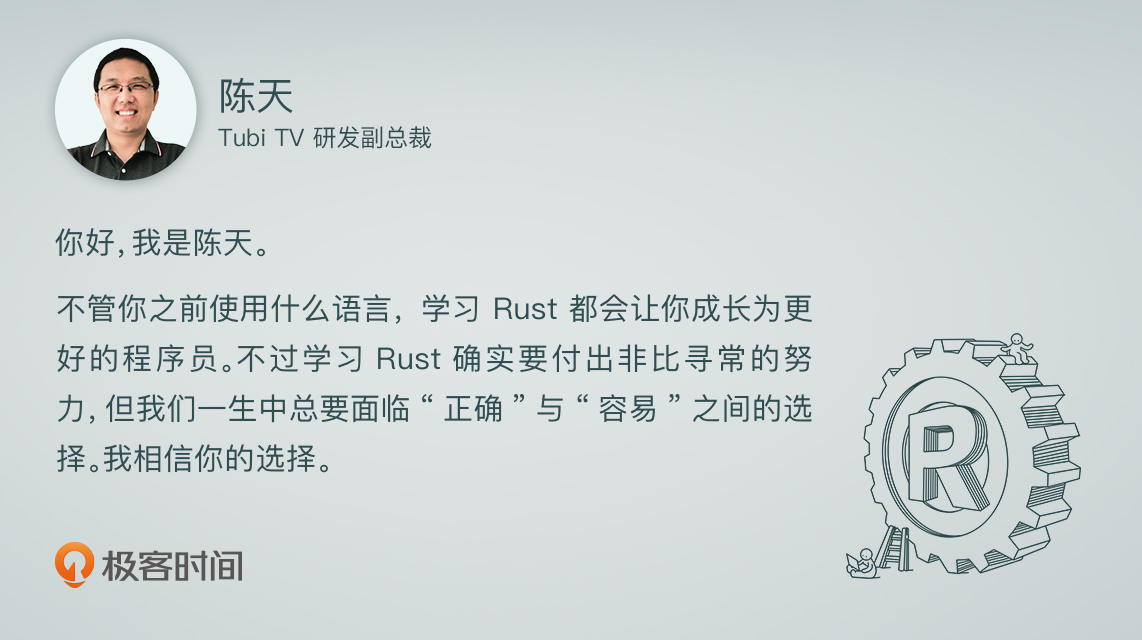 陈天
Tubi TV 研发副总裁
你好，我是陈天。
不管你之前使用什么语言，学习 Rust 都会让你成长为更
好的程序员。不过学习 Rust 确实要付出非比寻常的努
力，但我们一生中总要面临“正确”与“容易”之间的选
择。我相信你的选择。
R
极客时间